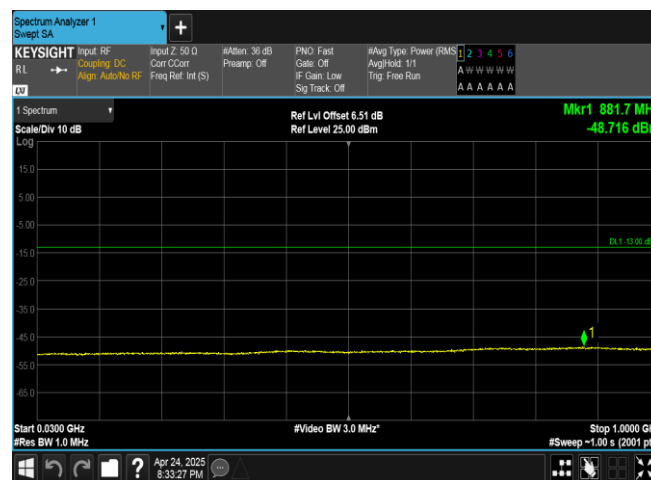 Spectrum Analyzer 1
Swept SA
+
KEYSIGHT
RL
LXI
Input: RF
Coupling: DC
Align: Auto/No RF
Input Z: 50 Ω
Corr CCorr
Freq Ref: Int (S)
#Atten: 36 dB
Preamp: Off
PNO: Fast
Gate: Off
IF Gain: Low
Sig Track: Off
#Avg Type: Power (RMS
Avg|Hold: 1/1
Trig: Free Run
1 2 3 4 5 6
A W W W W W
A A A A A A
1 Spectrum
Scale/Div 10 dB
Log
Ref Lvl Offset 6.51 dB
Ref Level 25.00 dBm
Mkr1 881.7 MH
-48.716 dB
15.0
5.00
-5.00
DL1 -13.00 dB
-15.0
-25.0
-35.0
-45.0
1
-55.0
-65.0
Start 0.0300 GHz
#Res BW 1.0 MHz
#Video BW 3.0 MHz*
Stop 1.0000 G
#Sweep ~1.00 s (2001 pt
?
Apr 24, 2025
8:33:27 PM